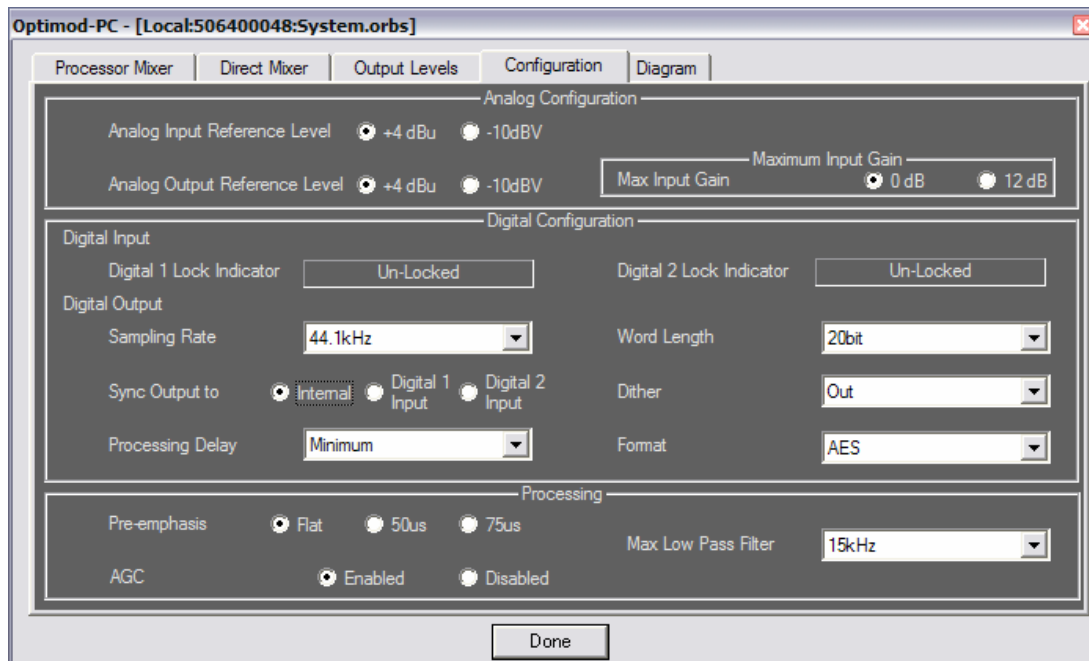 Optimod-PC - [Local:506400048:System.orbs]
Processor Mixer Direct Mixer Output Levels Configuration Diagram
Analog Configuration
Analog Input Reference Level +4 dBu -10dBV
Maximum Input Gain
Analog Output Reference Level +4 dBu -10dBV Max Input Gain 0 dB 12 dB
Digital Configuration
Digital Input
Digital 1 Lock Indicator Un-Locked Digital 2 Lock Indicator Un-Locked
Digital Output
Sampling Rate 44.1kHz Word Length 20bit
Sync Output to Internal Digital 1 Input Digital 2 Input Dither Out
Processing Delay Minimum Format AES
Processing
Pre-emphasis Flat 50us 75us
Max Low Pass Filter 15kHz
AGC Enabled Disabled
Done